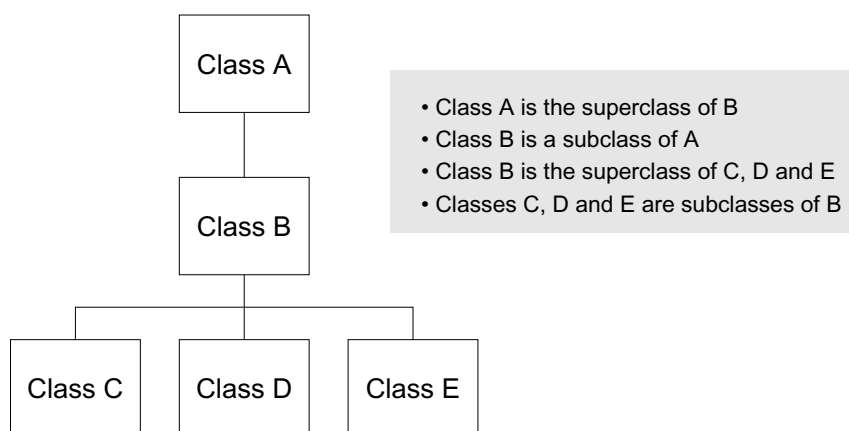 Class A
• Class A is the superclass of B
• Class B is a subclass of A
• Class B is the superclass of C, D and E
• Classes C, D and E are subclasses of B
Class B
Class C
Class D
Class E